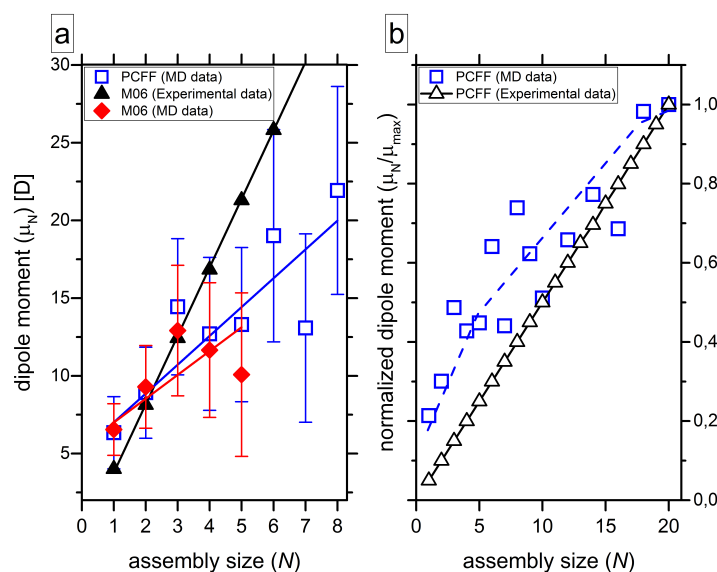 a
dipole moment (μN) [D]
30
25
20
15
10
5
PCFF (MD data)
M06 (Experimental data)
M06 (MD data)
0 1 2 3 4 5 6 7 8
assembly size (N)
b
normalized dipole moment (μN/μmax)
PCFF (MD data)
PCFF (Experimental data)
1,0
0,8
0,6
0,4
0,2
0,0
0 5 10 15 20
assembly size (N)